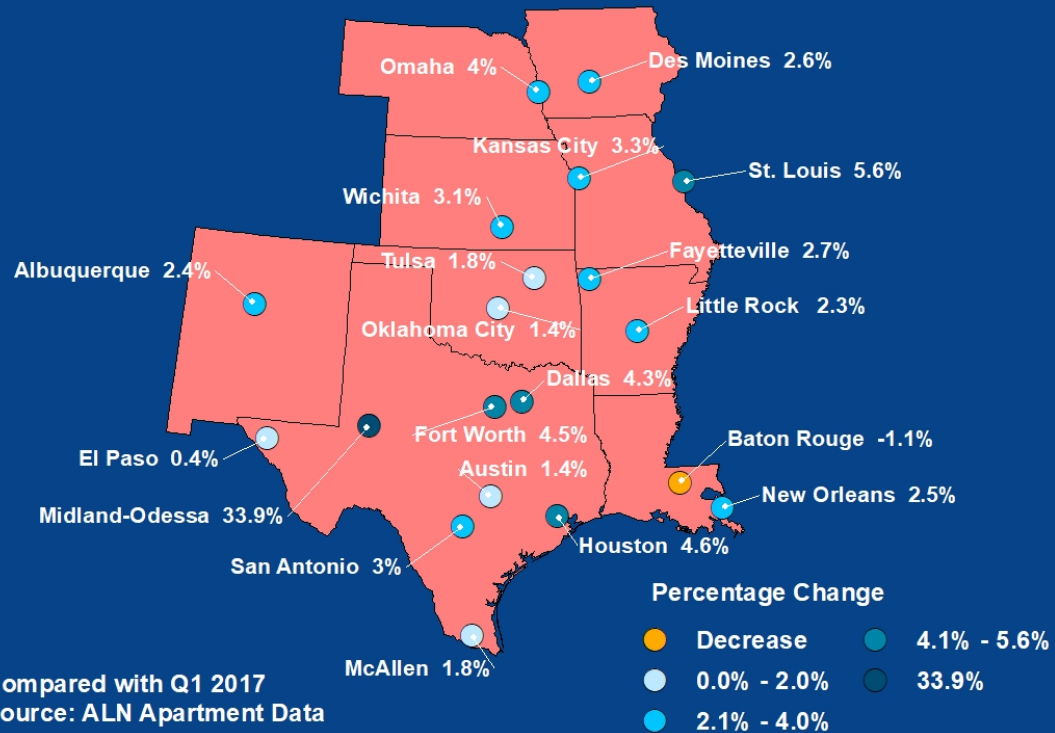 Omaha 4%
Des Moines 2.6%
Kansas City 3.3%
St. Louis 5.6%
Wichita 3.1%
Tulsa 1.8%
Fayetteville 2.7%
Albuquerque 2.4%
Little Rock 2.3%
Oklahoma City 1.4%
Dallas 4.3%
Fort Worth 4.5%
Baton Rouge -1.1%
El Paso 0.4%
Austin 1.4%
New Orleans 2.5%
Midland-Odessa 33.9%
Houston 4.6%
San Antonio 3%
McAllen 1.8%
Percentage Change
Decrease
0.0% - 2.0%
2.1% - 4.0%
4.1% - 5.6%
33.9%
ompared with Q1 2017
ource: ALN Apartment Data